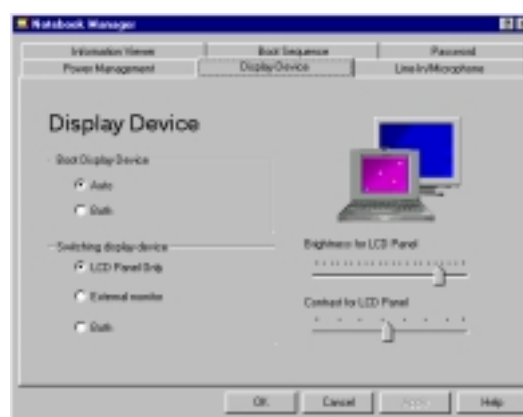 Notebook Manager
Information Viewer Boot Sequence Password
Power Management Display Device Line In/Microphone
Display Device
Boot Display Device
Auto
Both
Switching display device
LCD Panel Only
External monitor
Both
Brightness for LCD Panel
Contrast for LCD Panel
OK Cancel Apply Help